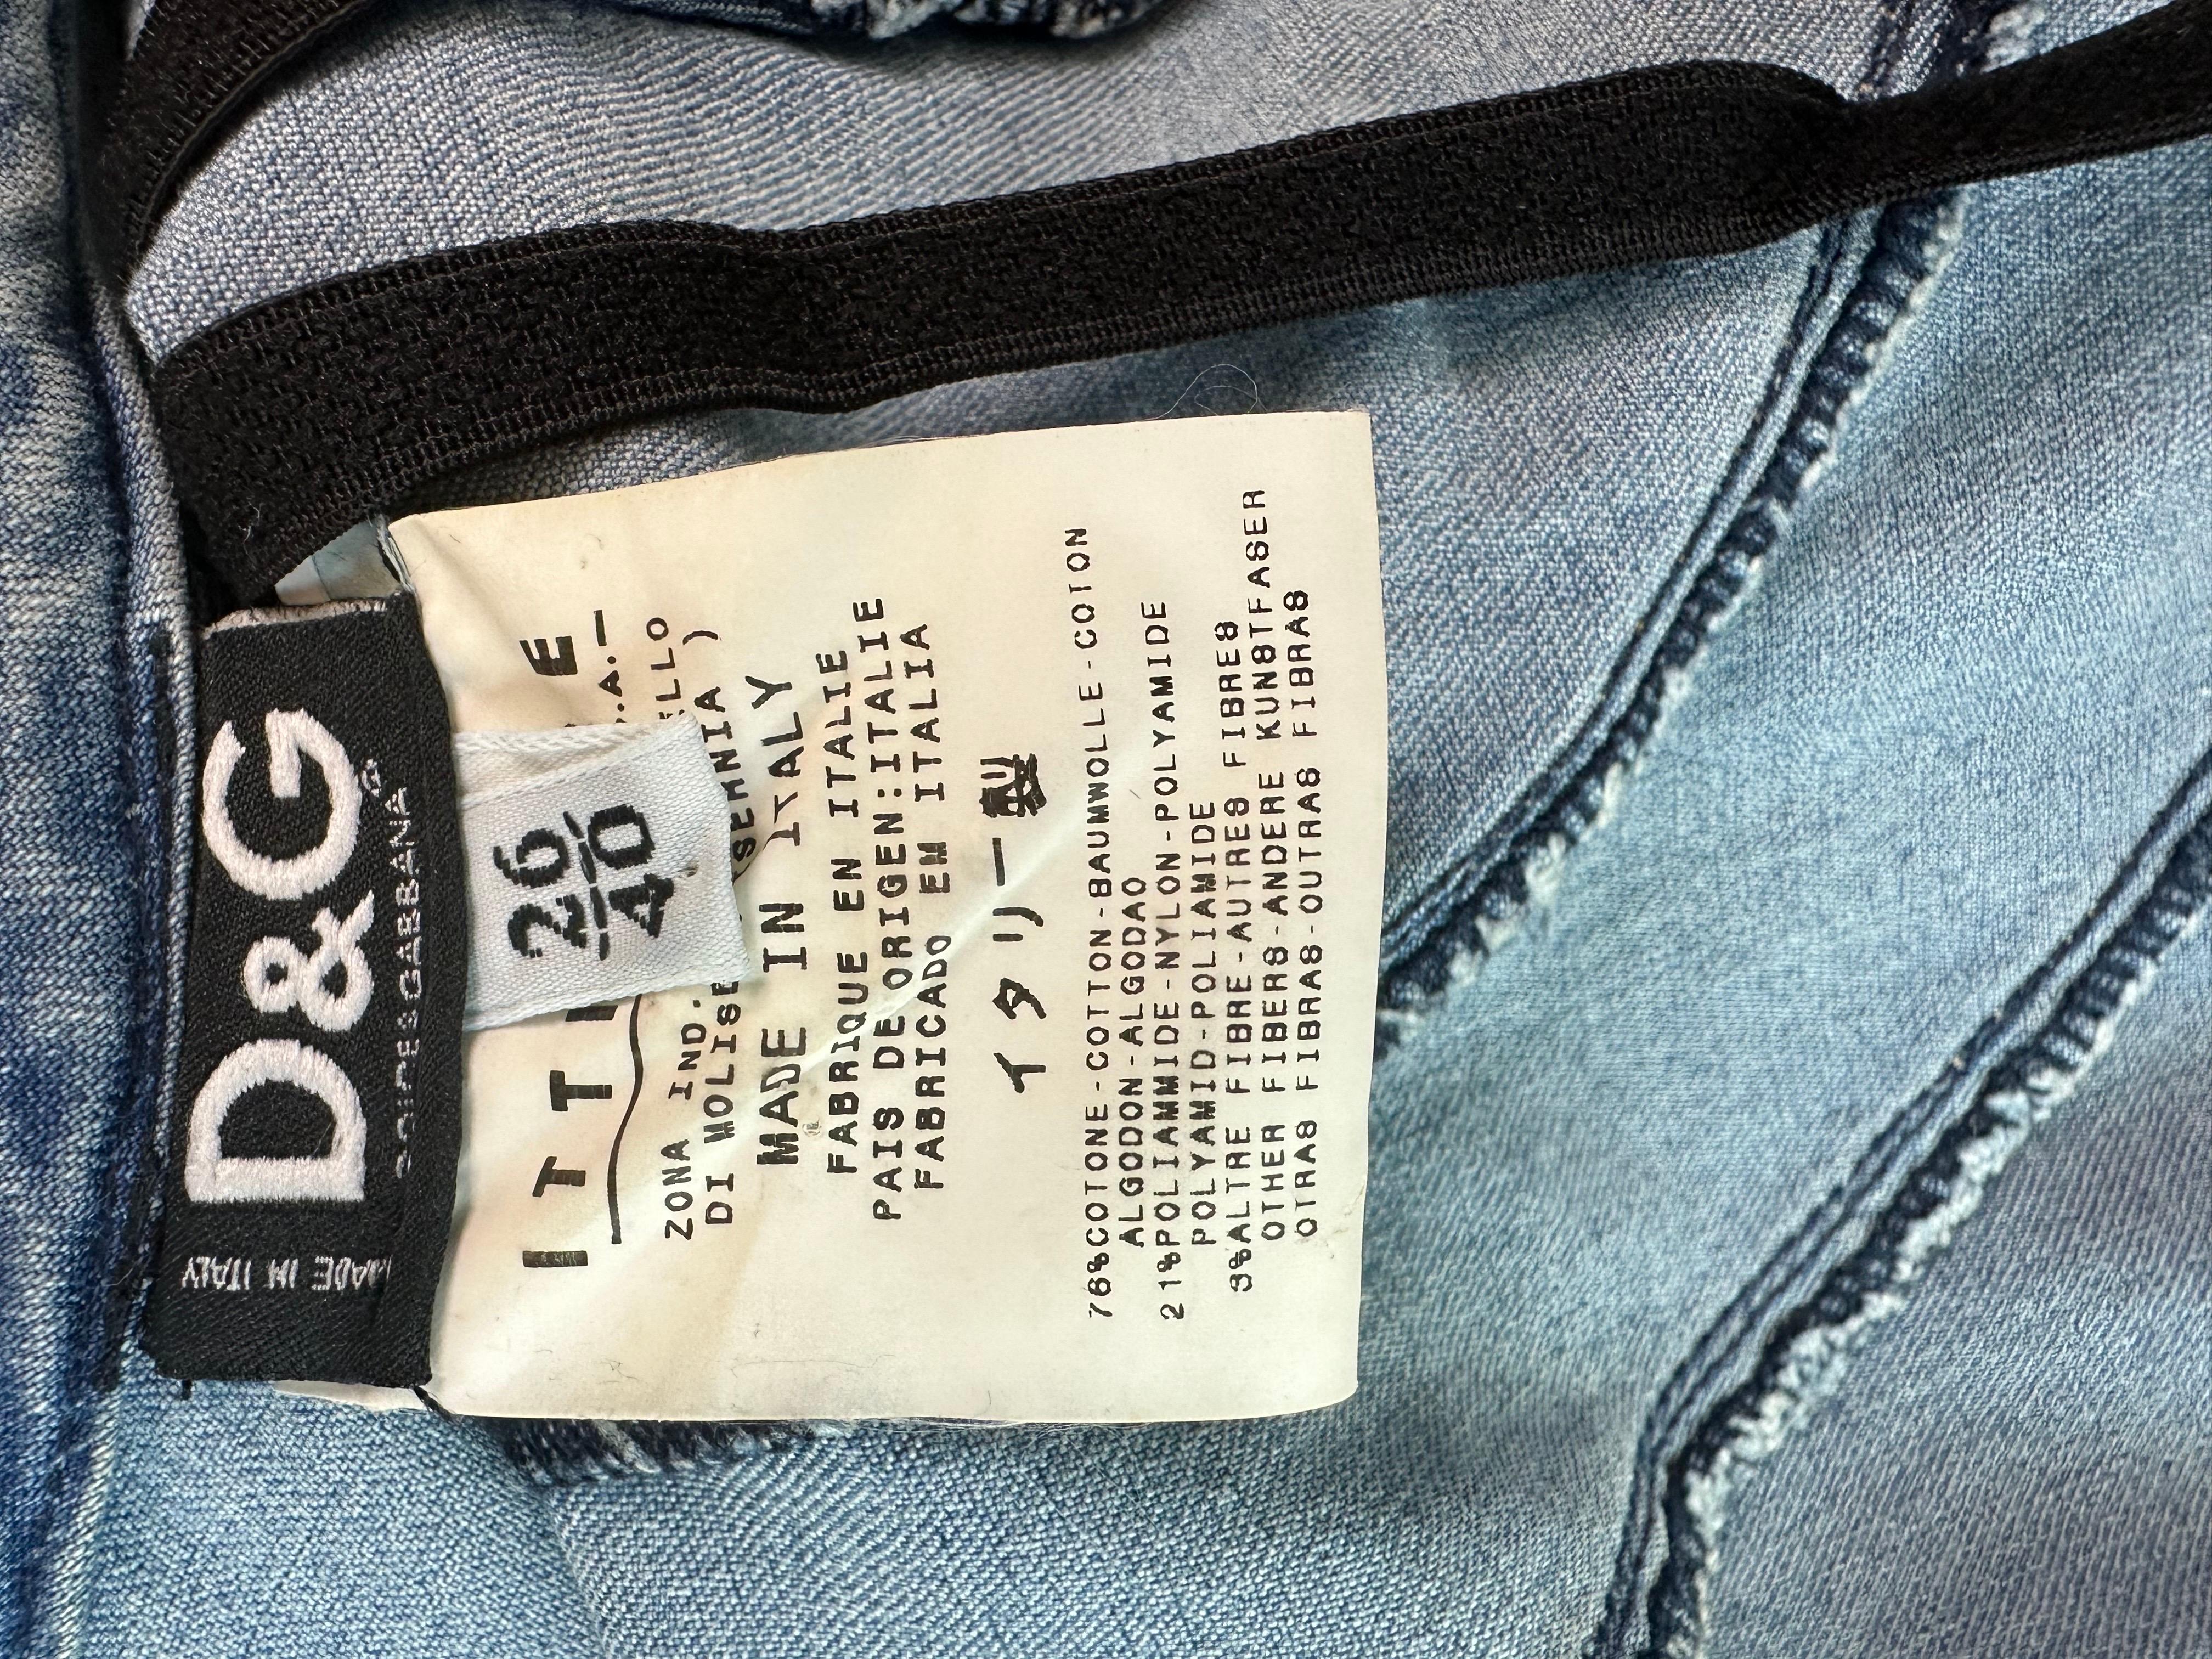 D&G
DOLCE&GABBANA
MADE IN ITALY
26
40
ZONA IND.
DI
MADE IN ITALY
FABRIQUE EN ITALIE
PAIS DE ORIGEN:ITALIE
FABRICADO EM ITALIA
イタリー製
76%COTONE-COTTON-BAUMWOLLE-COTON
ALGODON-ALGODAO
21%POLIAMMIDE-NYLON-POLYAMIDE
POLYAMID-POLIAMIDE
3%ALTRE FIBRE-AUTRES FIBRES
OTHER FIBERS-ANDERE KUNSTFASER
OTRAS FIBRAS-OUTRAS FIBRAS